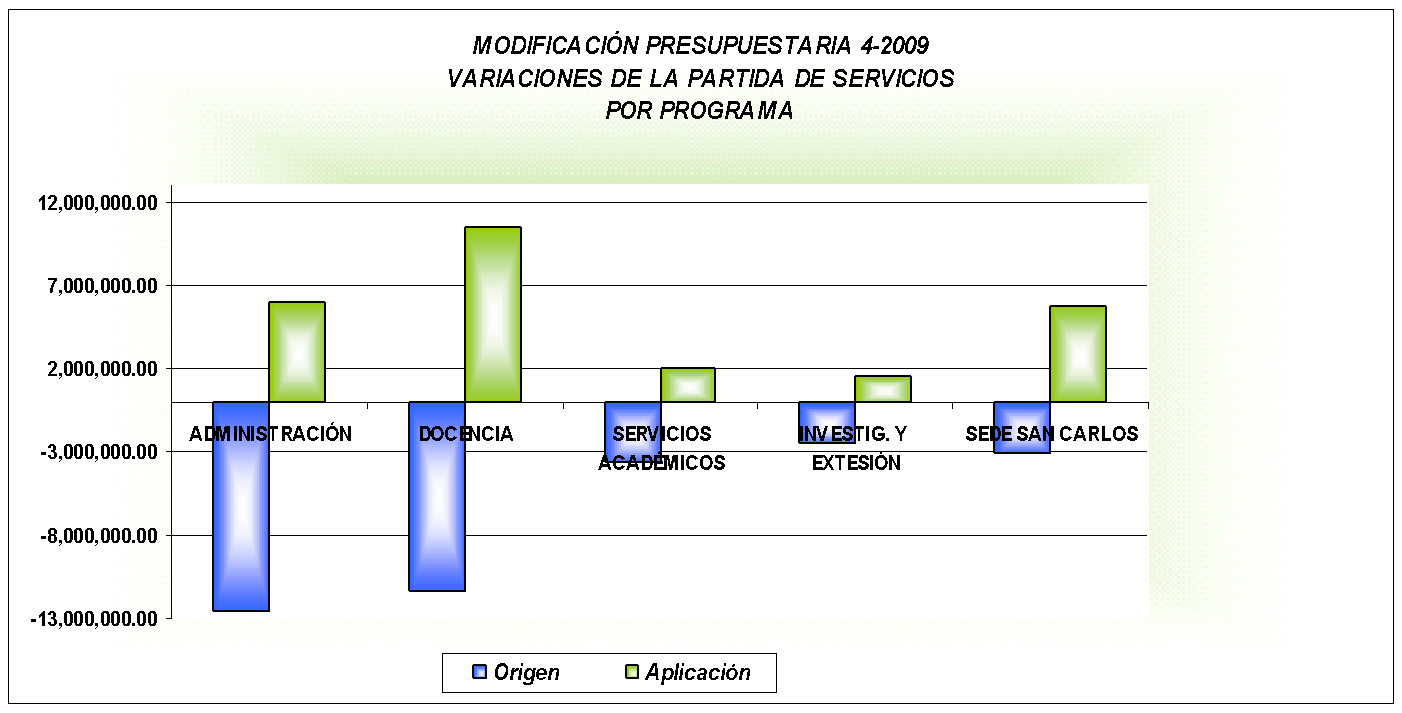 MODIFICACIÓN PRESUPUESTARIA 4-2009
VARIACIONES DE LA PARTIDA DE SERVICIOS
POR PROGRAMA
12,000,000.00
7,000,000.00
2,000,000.00
-3,000,000.00
-8,000,000.00
-13,000,000.00
ADMINISTRACIÓN
DOCENCIA
SERVICIOS
ACADÉMICOS
INVESTIG. Y
EXTESIÓN
SEDE SAN CARLOS
Origen
Aplicación